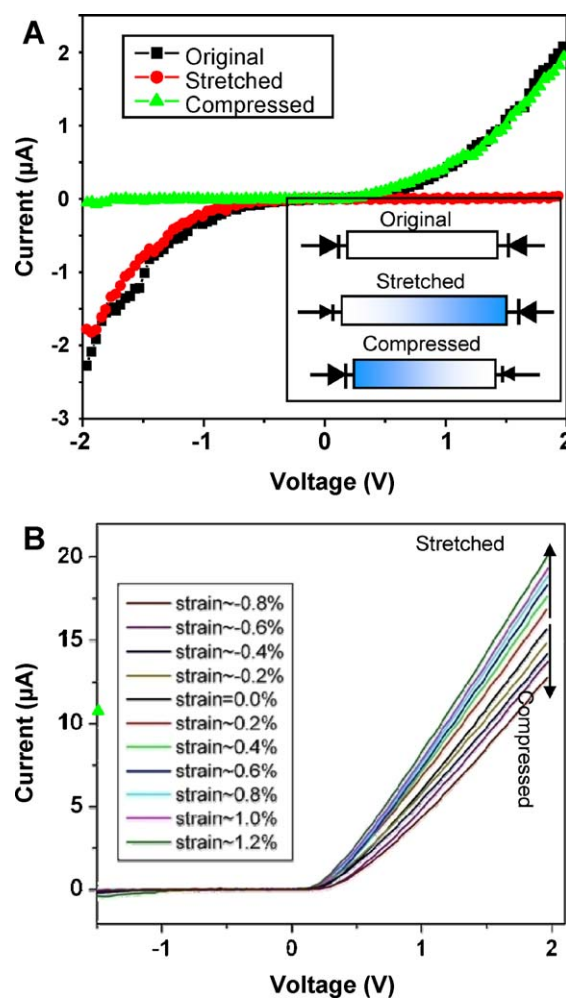 A
Original
Stretched
Compressed
2
1
0
-1
-2
-3
-2
-1
0
1
2
Current (µA)
Voltage (V)
Original
Stretched
Compressed
B
Stretched
Compressed
20
15
10
5
0
-1
0
1
2
strain~-0.8%
strain~-0.6%
strain~-0.4%
strain~-0.2%
strain=0.0%
strain~0.2%
strain~0.4%
strain~0.6%
strain~0.8%
strain~1.0%
strain~1.2%
Current (µA)
Voltage (V)